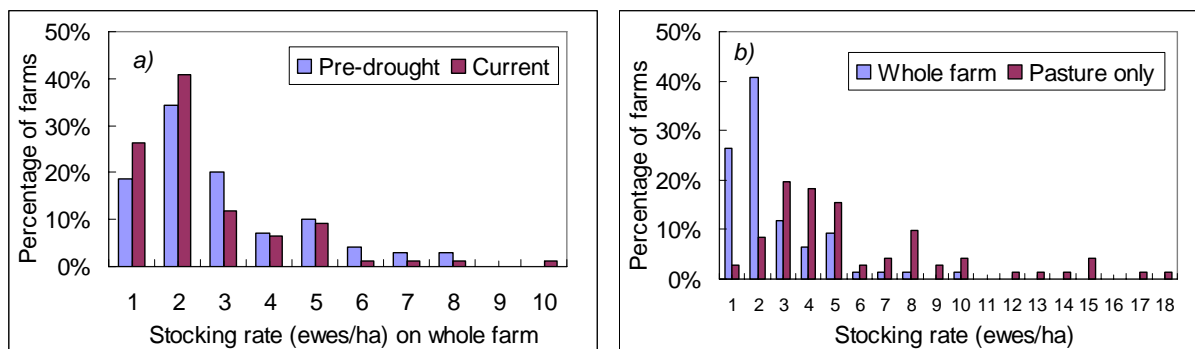 a)
Pre-drought Current
Percentage of farms
50%
40%
30%
20%
10%
0%
1 2 3 4 5 6 7 8 9 10
Stocking rate (ewes/ha) on whole farm
b)
Whole farm Pasture only
Percentage of farms
50%
40%
30%
20%
10%
0%
1 2 3 4 5 6 7 8 9 10 11 12 13 14 15 16 17 18
Stocking rate (ewes/ha)